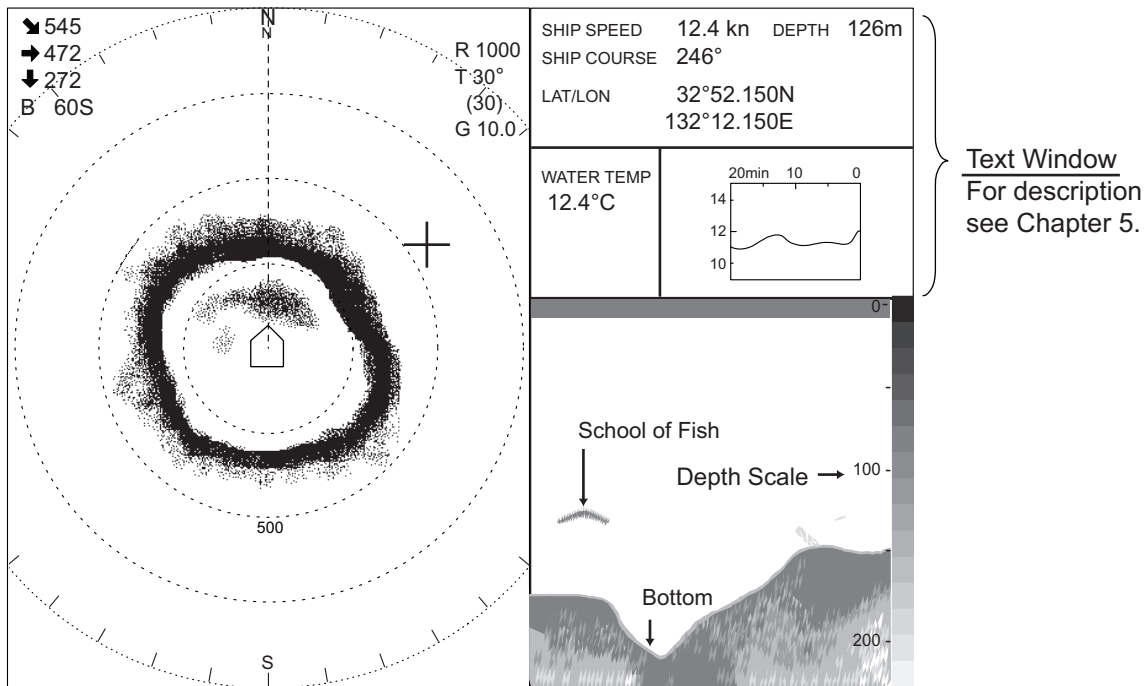 545
472
272
B 60S
N
N
R 1000
T 30°
(30)
G 10.0
500
S
SHIP SPEED 12.4 kn DEPTH 126m
SHIP COURSE 246°
LAT/LON 32°52.150N
132°12.150E
WATER TEMP
12.4°C
20min 10 0
14
12
10
Text Window
For description
see Chapter 5.
0
School of Fish
Depth Scale
100
Bottom
200